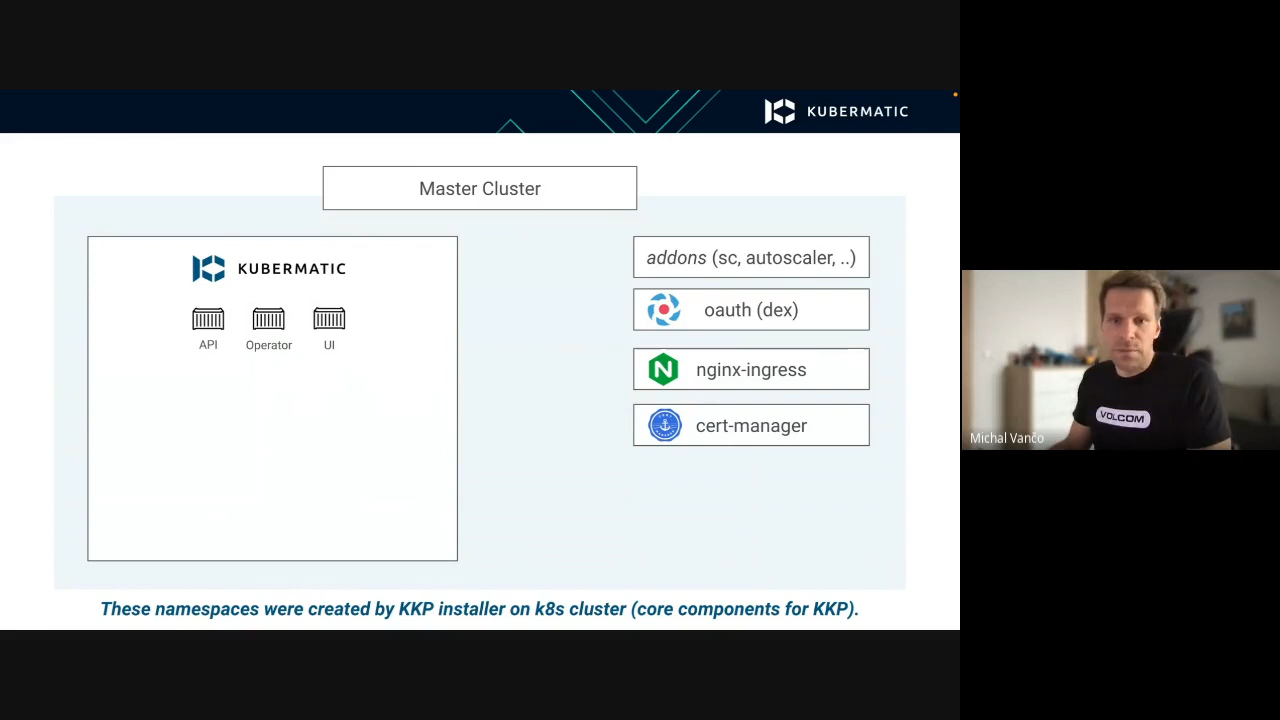 KUBERMATIC
Master Cluster
KUBERMATIC
API
Operator
UI
addons (sc, autoscaler, ..)
oauth (dex)
nginx-ingress
cert-manager
These namespaces were created by KKP installer on k8s cluster (core components for KKP).
VOLCOM
Michal Vančo